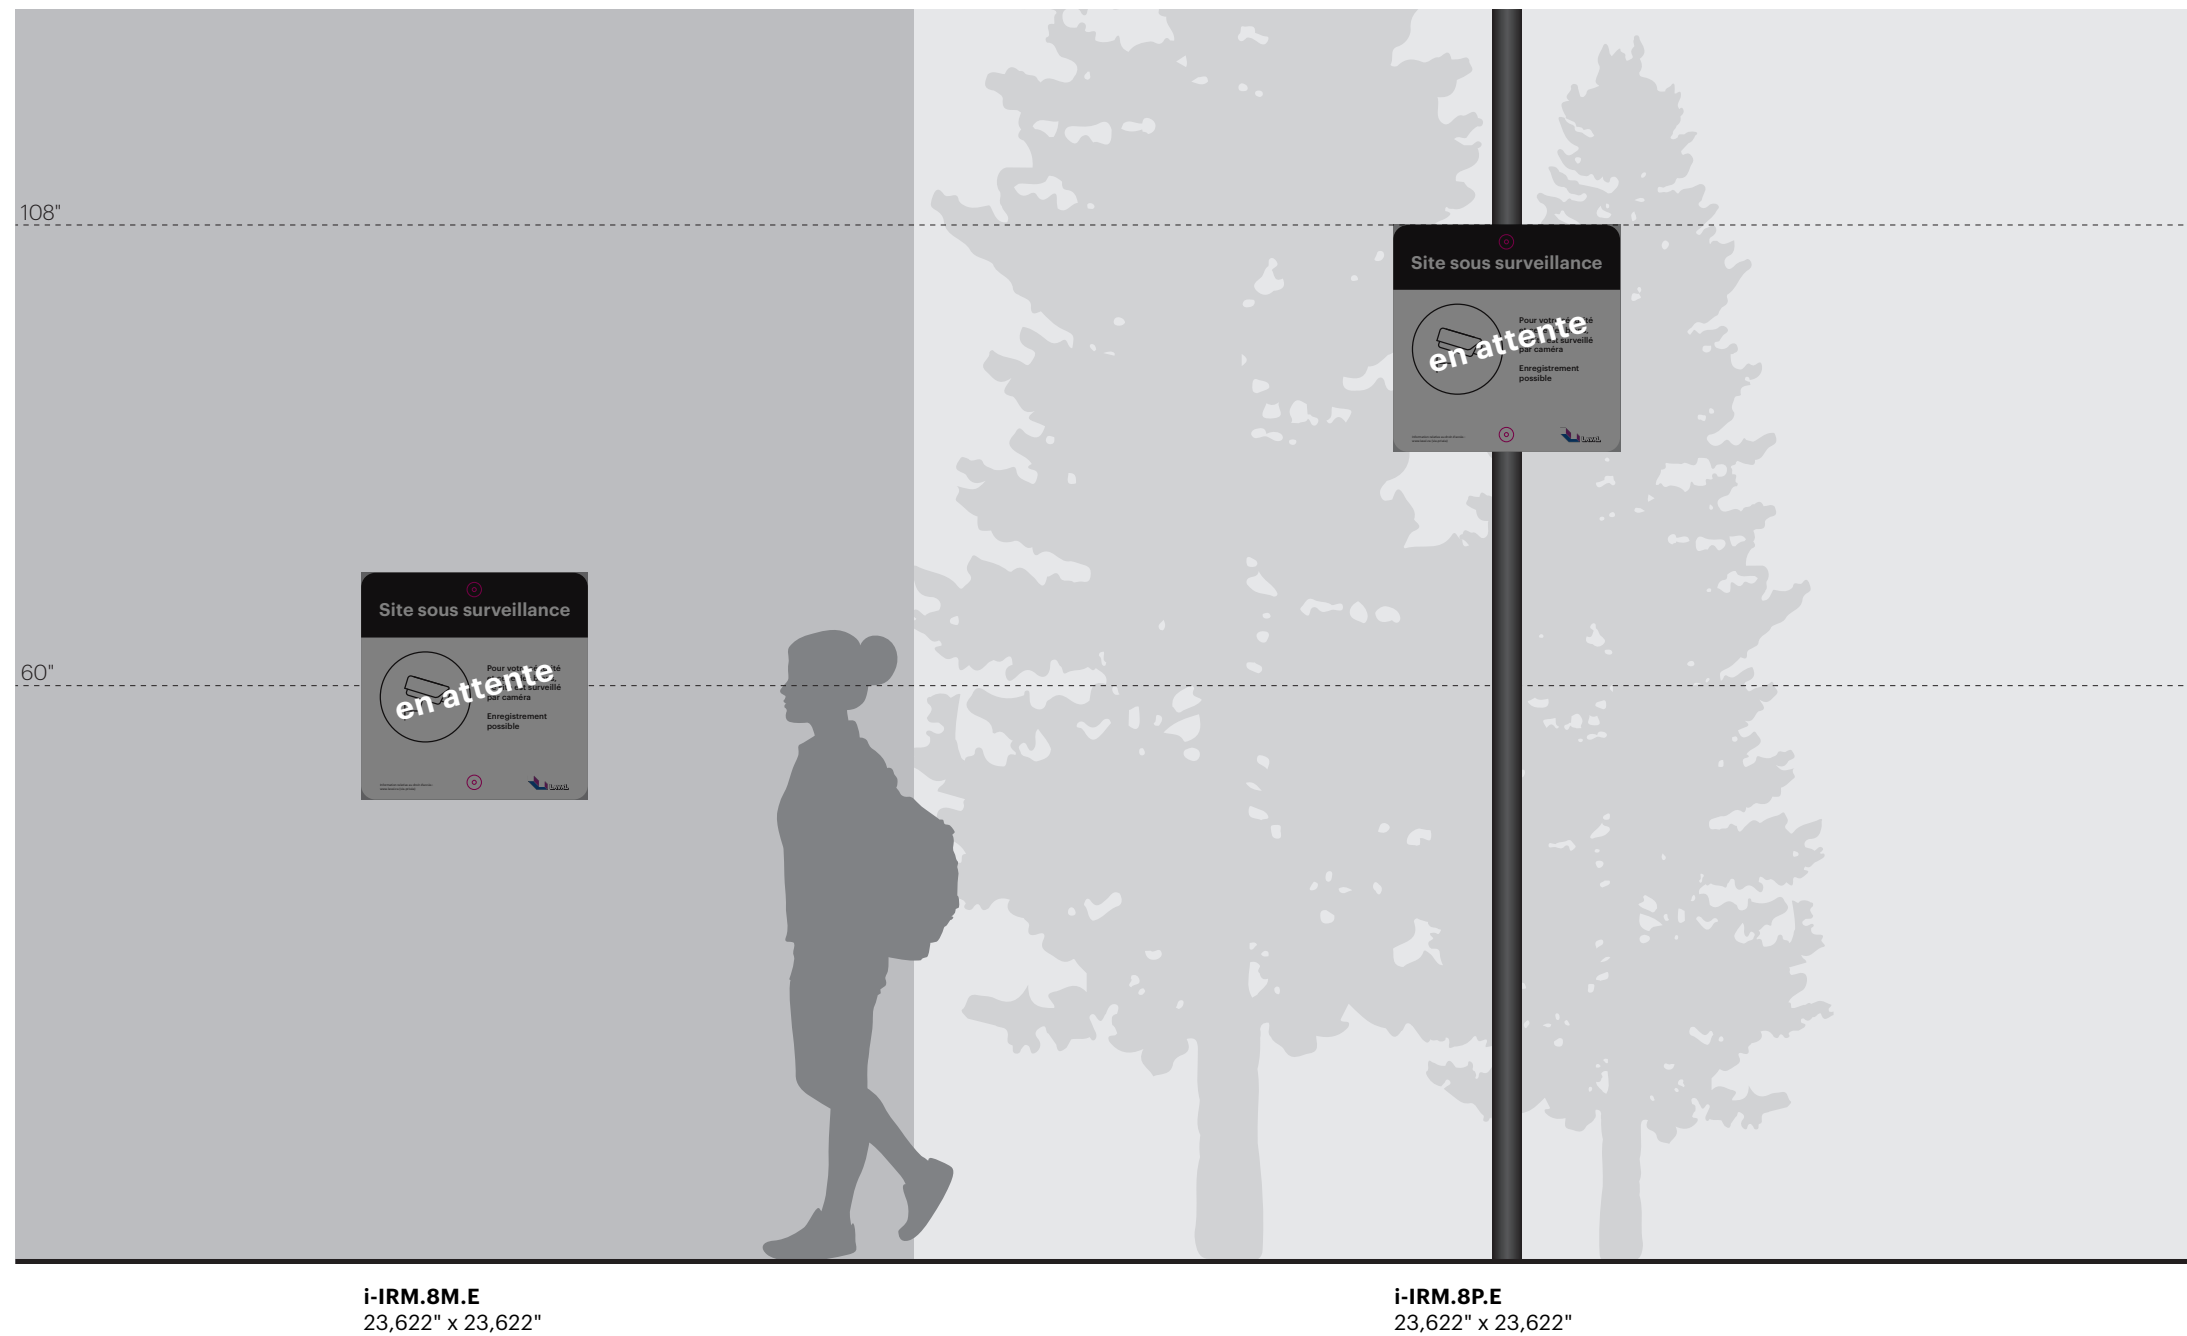 108"
Site sous surveillance
en attente
Pour votre
surveillé
par caméra
Enregistrement
possible
LAVAL
60"
Site sous surveillance
en attente
Pour votre
surveillé
par caméra
Enregistrement
possible
LAVAL
i-IRM.8M.E
23,622" x 23,622"
i-IRM.8P.E
23,622" x 23,622"